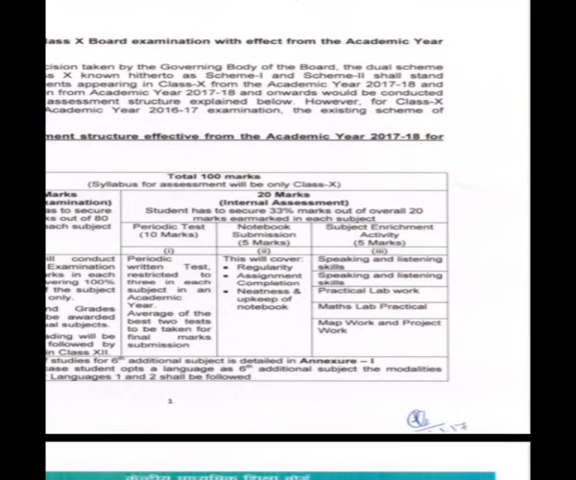 lass X Board examination with effect from the Academic Year
cision taken by the Governing Body of the Board, the dual scheme
s X known hitherto as Scheme-I and Scheme-II shall stand
ents appearing in Class-X from the Academic Year 2017-18 and
n from Academic Year 2017-18 and onwards would be conducted
assessment structure explained below. However, for Class-X
Academic Year 2016-17 examination, the existing scheme of
ment structure effective from the Academic Year 2017-18 for
Total 100 marks
(Syllabus for assessment will be only Class-X)
Marks
amination)
as to secure
ks out of 80
each subject
20 Marks
(Internal Assessment)
Student has to secure 33% marks out of overall 20
marks earmarked in each subject
Periodic Test
(10 Marks)
Notebook
Submission
(5 Marks)
Subject Enrichment
Activity
(5 Marks)
(i)
(ii)
(iii)
ill conduct
Examination
rks in each
vering 100%
f the subject
only.
nd Grades
be awarded
al subjects.
ding will be
followed by
in Class XII.
Periodic
written Test,
restricted to
three in each
subject in an
Academic
Year.
Average of the
best two tests
to be taken for
final marks
submission
This will cover:
• Regularity
• Assignment
Completion
• Neatness &
upkeep of
notebook
Speaking and listening
skills
Speaking and listening
skills
Practical Lab work
Maths Lab Practical
Map Work and Project
Work
f studies for 6th additional subject is detailed in Annexure – I
ase student opts a language as 6th additional subject the modalities
Languages 1 and 2 shall be followed
1
केन्द्रीय माध्यमिक शिक्षा बोर्ड